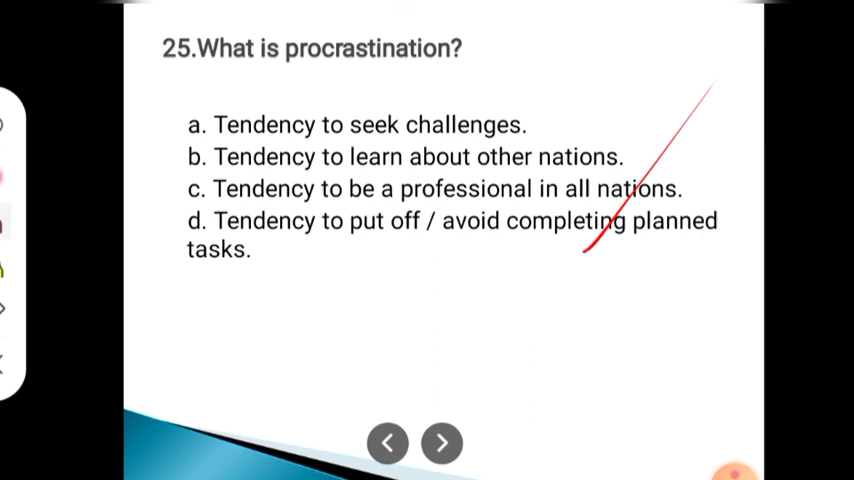 25.What is procrastination?
a. Tendency to seek challenges.
b. Tendency to learn about other nations.
c. Tendency to be a professional in all nations.
d. Tendency to put off / avoid completing planned
tasks.